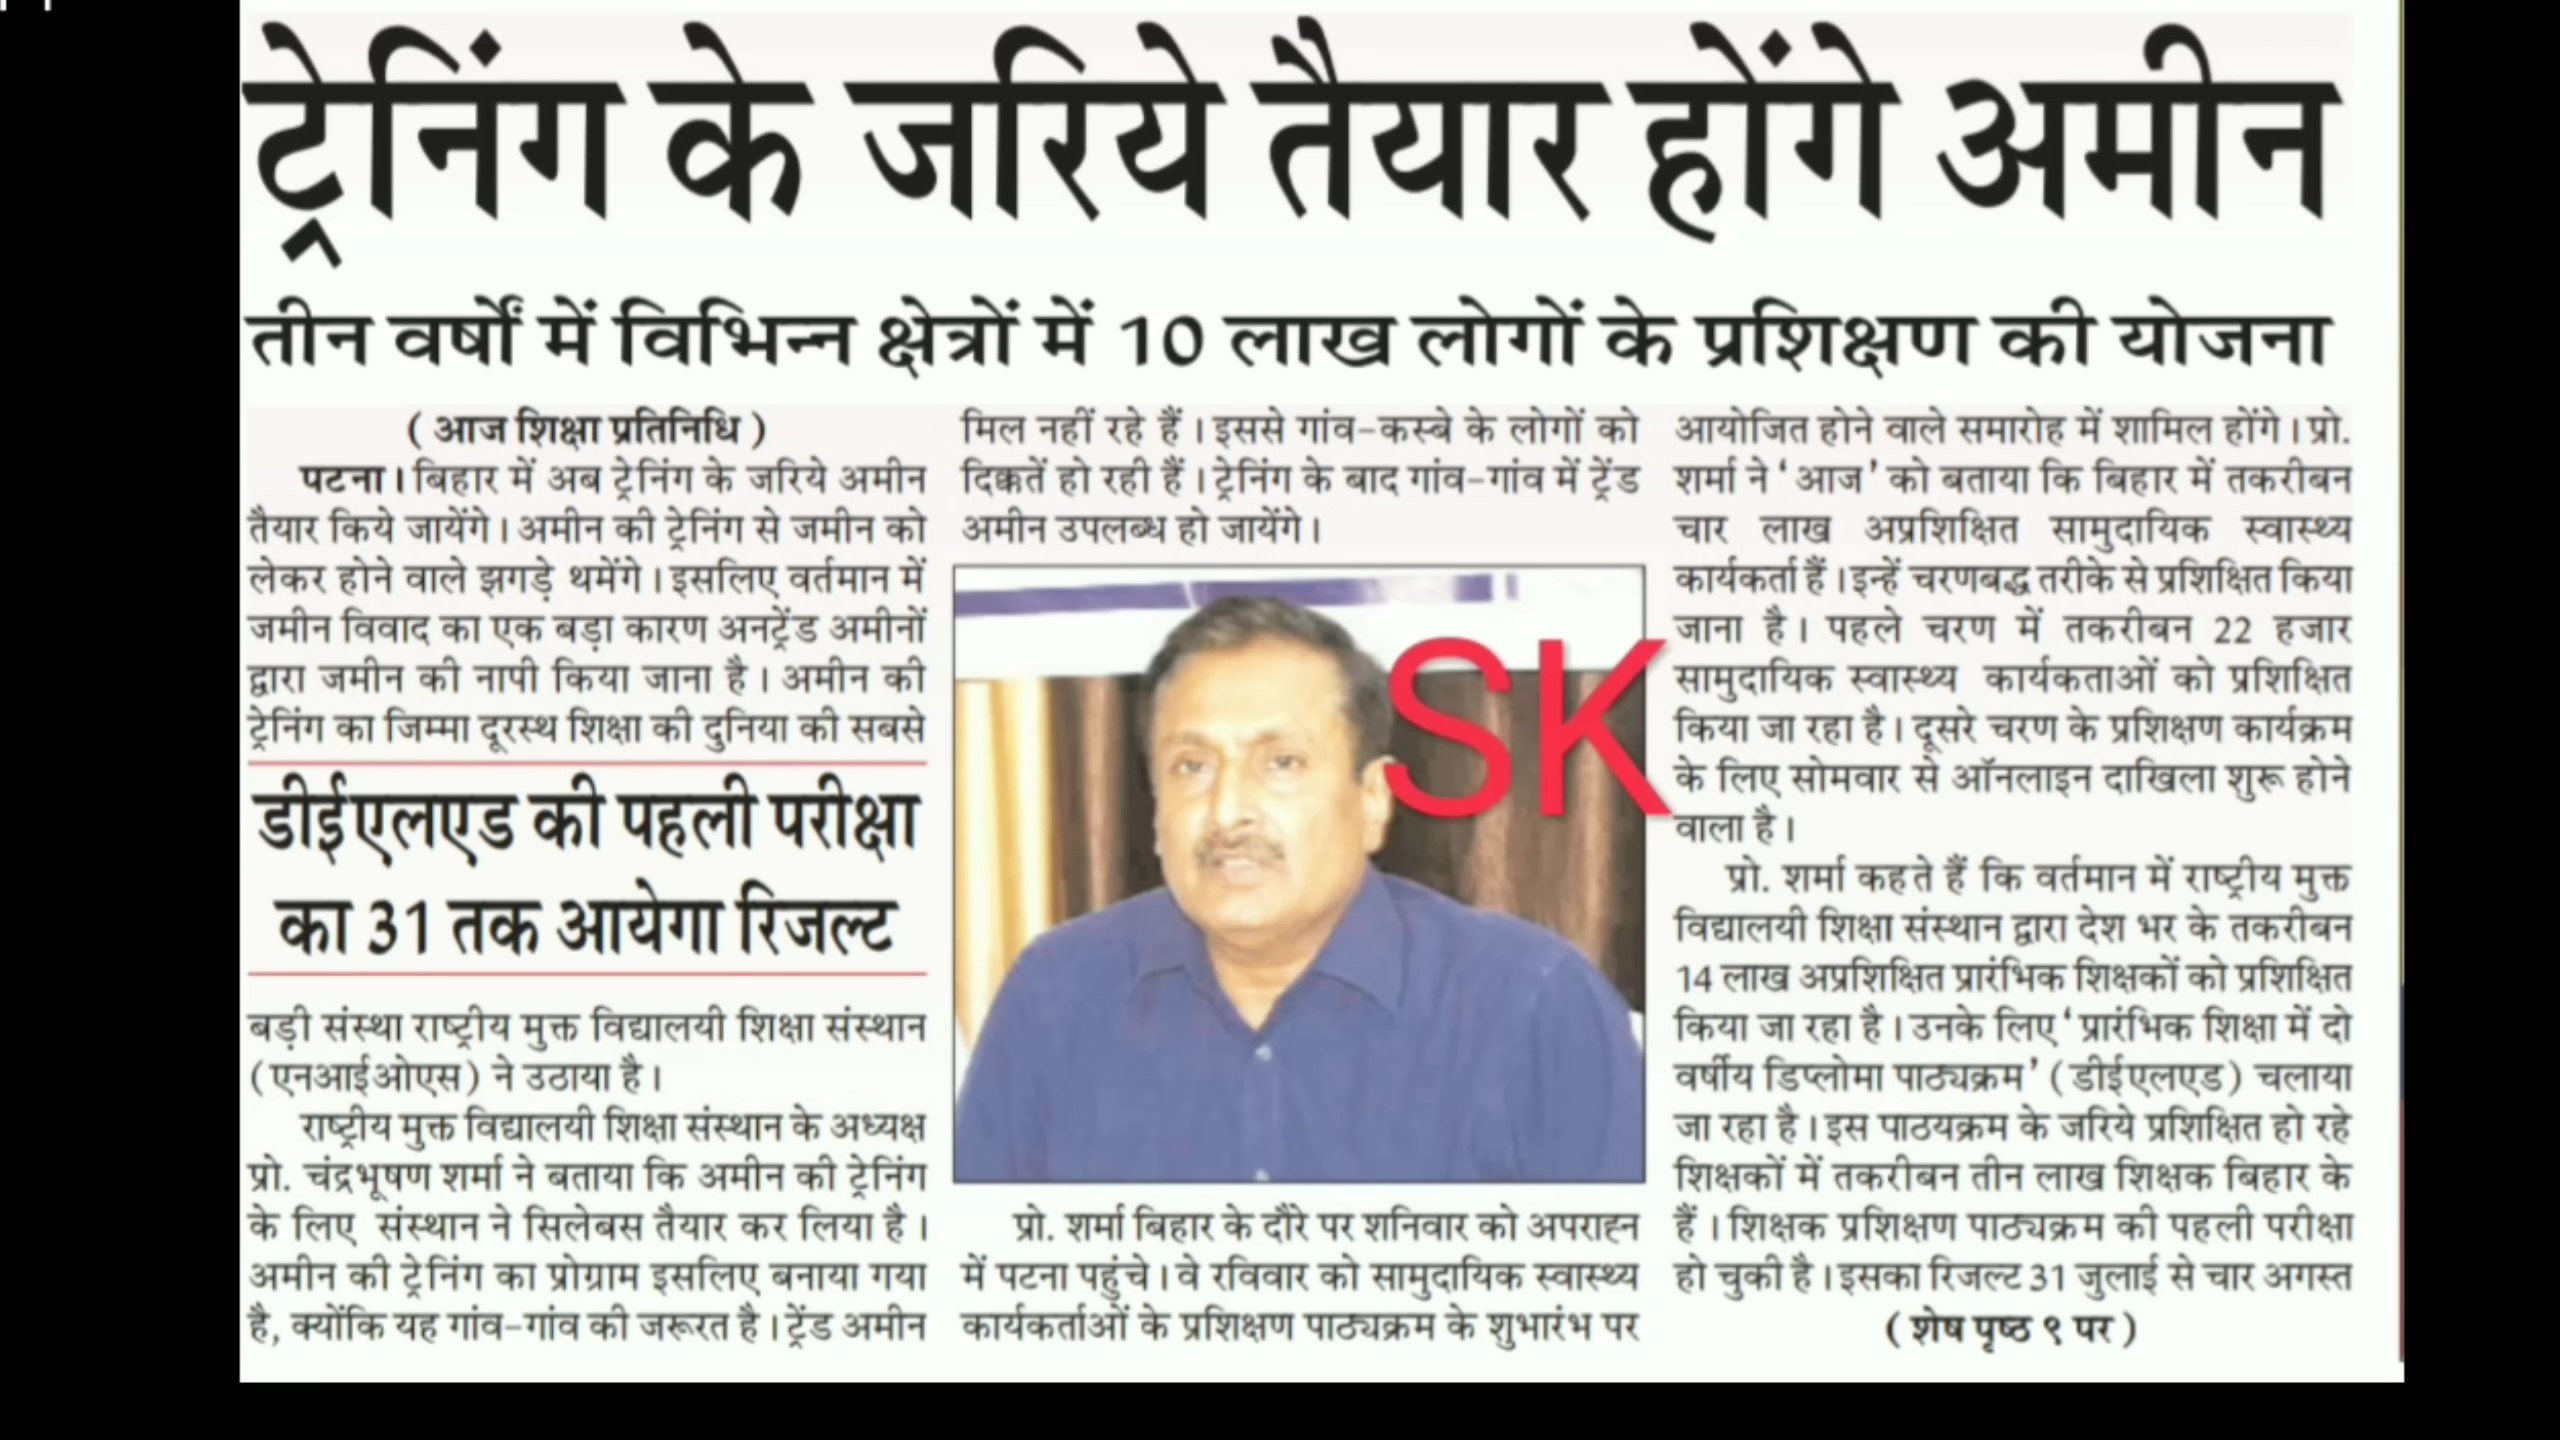 ट्रेनिंग के जरिये तैयार होंगे अमीन
तीन वर्षों में विभिन्न क्षेत्रों में 10 लाख लोगों के प्रशिक्षण की योजना
( आज शिक्षा प्रतिनिधि )
पटना। बिहार में अब ट्रेनिंग के जरिये अमीन
तैयार किये जायेंगे। अमीन की ट्रेनिंग से जमीन को
लेकर होने वाले झगड़े थमेंगे। इसलिए वर्तमान में
जमीन विवाद का एक बड़ा कारण अनट्रेंड अमीनों
द्वारा जमीन की नापी किया जाना है। अमीन की
ट्रेनिंग का जिम्मा दूरस्थ शिक्षा की दुनिया की सबसे
डीईएलएड की पहली परीक्षा
का 31 तक आयेगा रिजल्ट
बड़ी संस्था राष्ट्रीय मुक्त विद्यालयी शिक्षा संस्थान
(एनआईओएस) ने उठाया है।
राष्ट्रीय मुक्त विद्यालयी शिक्षा संस्थान के अध्यक्ष
प्रो. चंद्रभूषण शर्मा ने बताया कि अमीन की ट्रेनिंग
के लिए संस्थान ने सिलेबस तैयार कर लिया है।
अमीन की ट्रेनिंग का प्रोग्राम इसलिए बनाया गया
है, क्योंकि यह गांव-गांव की जरूरत है। ट्रेंड अमीन
मिल नहीं रहे हैं। इससे गांव-कस्बे के लोगों को
दिक्कतें हो रही हैं। ट्रेनिंग के बाद गांव-गांव में ट्रेंड
अमीन उपलब्ध हो जायेंगे।
SK
प्रो. शर्मा बिहार के दौरे पर शनिवार को अपराह्न
में पटना पहुंचे। वे रविवार को सामुदायिक स्वास्थ्य
कार्यकर्ताओं के प्रशिक्षण पाठ्यक्रम के शुभारंभ पर
आयोजित होने वाले समारोह में शामिल होंगे। प्रो.
शर्मा ने ‘आज’ को बताया कि बिहार में तकरीबन
चार लाख अप्रशिक्षित सामुदायिक स्वास्थ्य
कार्यकर्ता हैं। इन्हें चरणबद्ध तरीके से प्रशिक्षित किया
जाना है। पहले चरण में तकरीबन 22 हजार
सामुदायिक स्वास्थ्य कार्यकताओं को प्रशिक्षित
किया जा रहा है। दूसरे चरण के प्रशिक्षण कार्यक्रम
के लिए सोमवार से ऑनलाइन दाखिला शुरू होने
वाला है।
प्रो. शर्मा कहते हैं कि वर्तमान में राष्ट्रीय मुक्त
विद्यालयी शिक्षा संस्थान द्वारा देश भर के तकरीबन
14 लाख अप्रशिक्षित प्रारंभिक शिक्षकों को प्रशिक्षित
किया जा रहा है। उनके लिए ‘प्रारंभिक शिक्षा में दो
वर्षीय डिप्लोमा पाठ्यक्रम’ (डीईएलएड) चलाया
जा रहा है। इस पाठयक्रम के जरिये प्रशिक्षित हो रहे
शिक्षकों में तकरीबन तीन लाख शिक्षक बिहार के
हैं। शिक्षक प्रशिक्षण पाठ्यक्रम की पहली परीक्षा
हो चुकी है। इसका रिजल्ट 31 जुलाई से चार अगस्त
( शेष पृष्ठ ९ पर )